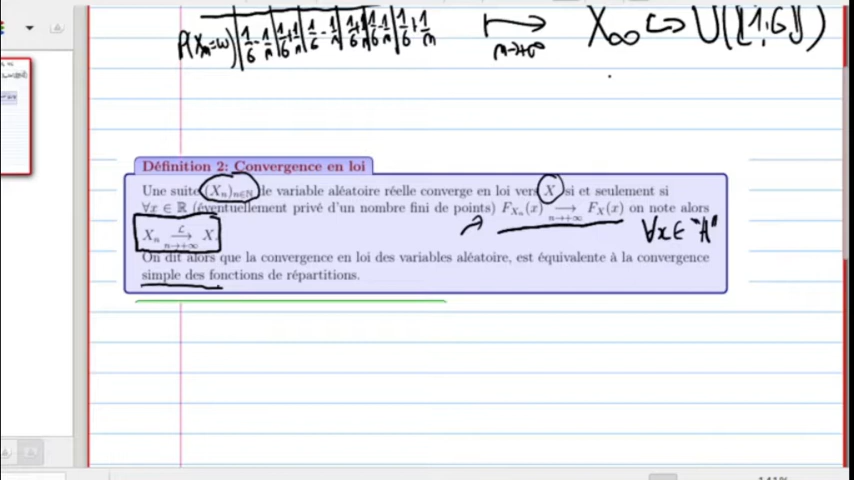 P(Xₙ=ω) | 1/6 - 1/n | 1/6 + 1/n | 1/6 - 1/n | 1/6 + 1/n | 1/6 - 1/n | 1/6 + 1/n ⟼ n→+∞ X∞ ↪ U(⟦1,6⟧)
Définition 2: Convergence en loi
Une suite (Xₙ)ₙ∈ℕ de variable aléatoire réelle converge en loi vers X si et seulement si
∀x ∈ ℝ (éventuellement privé d'un nombre fini de points) F_Xₙ(x) ⟶ n→+∞ F_X(x) on note alors
Xₙ ⟶ L n→+∞ X ∀x∈ "A"
On dit alors que la convergence en loi des variables aléatoire, est équivalente à la convergence
simple des fonctions de répartitions.